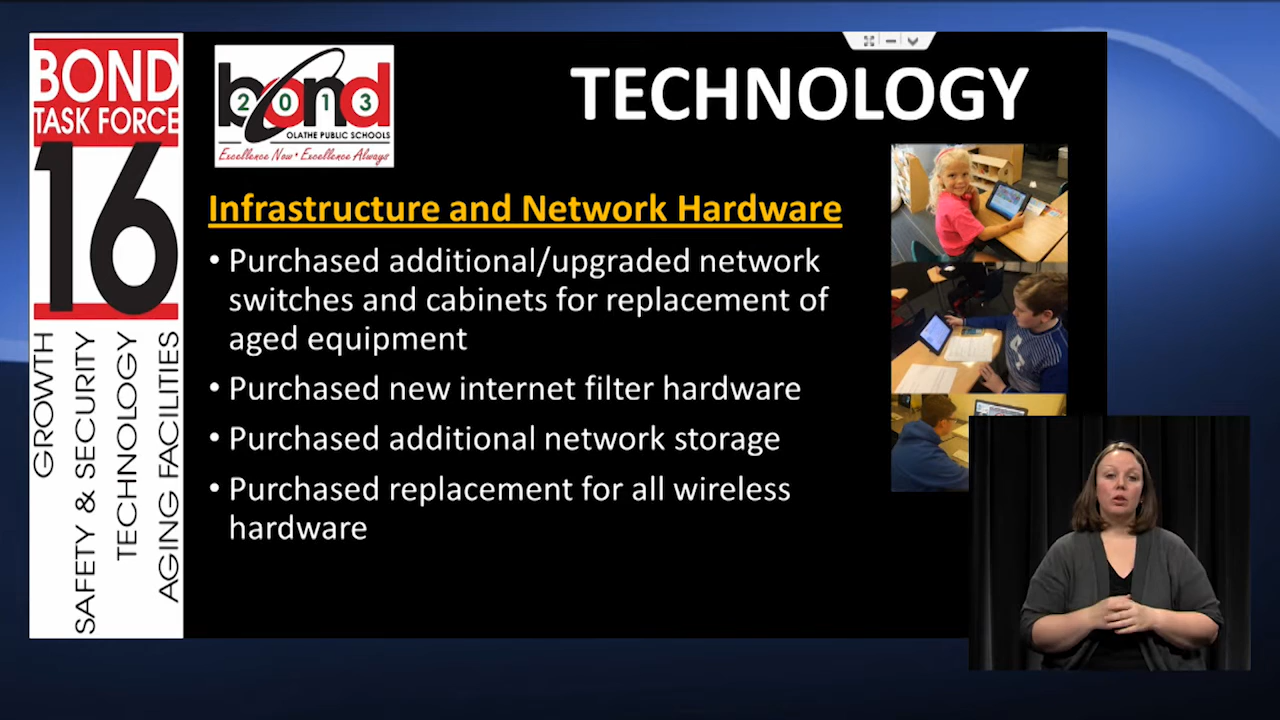 BOND
TASK FORCE
16
GROWTH
SAFETY & SECURITY
TECHNOLOGY
AGING FACILITIES
bond
2013
OLATHE PUBLIC SCHOOLS
Excellence Now • Excellence Always
TECHNOLOGY
Infrastructure and Network Hardware
• Purchased additional/upgraded network
switches and cabinets for replacement of
aged equipment
• Purchased new internet filter hardware
• Purchased additional network storage
• Purchased replacement for all wireless
hardware